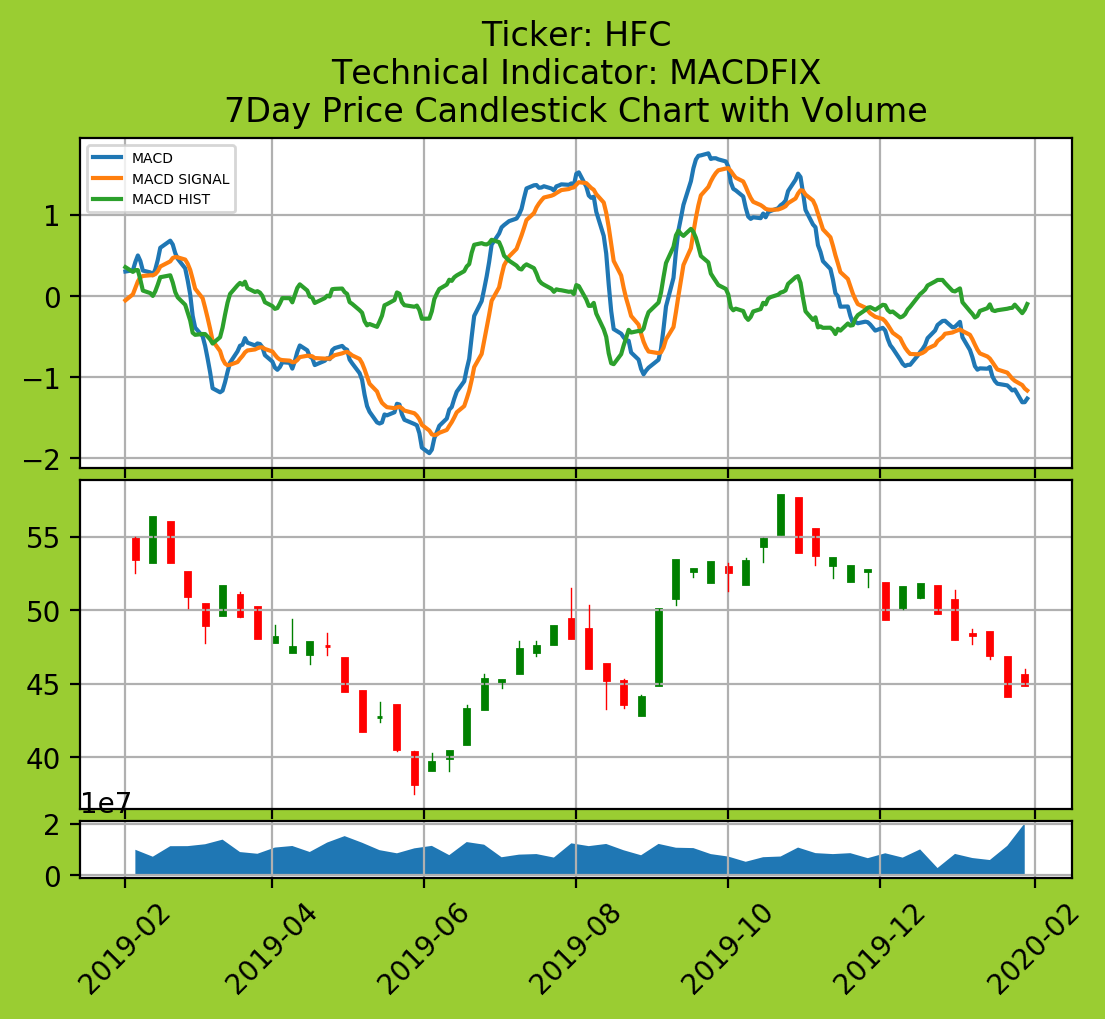 Ticker: HFC
Technical Indicator: MACDFIX
7Day Price Candlestick Chart with Volume
MACD
MACD SIGNAL
MACD HIST
1
0
−1
−2
55
50
45
40
1e7
2
0
2019-02
2019-04
2019-06
2019-08
2019-10
2019-12
2020-02